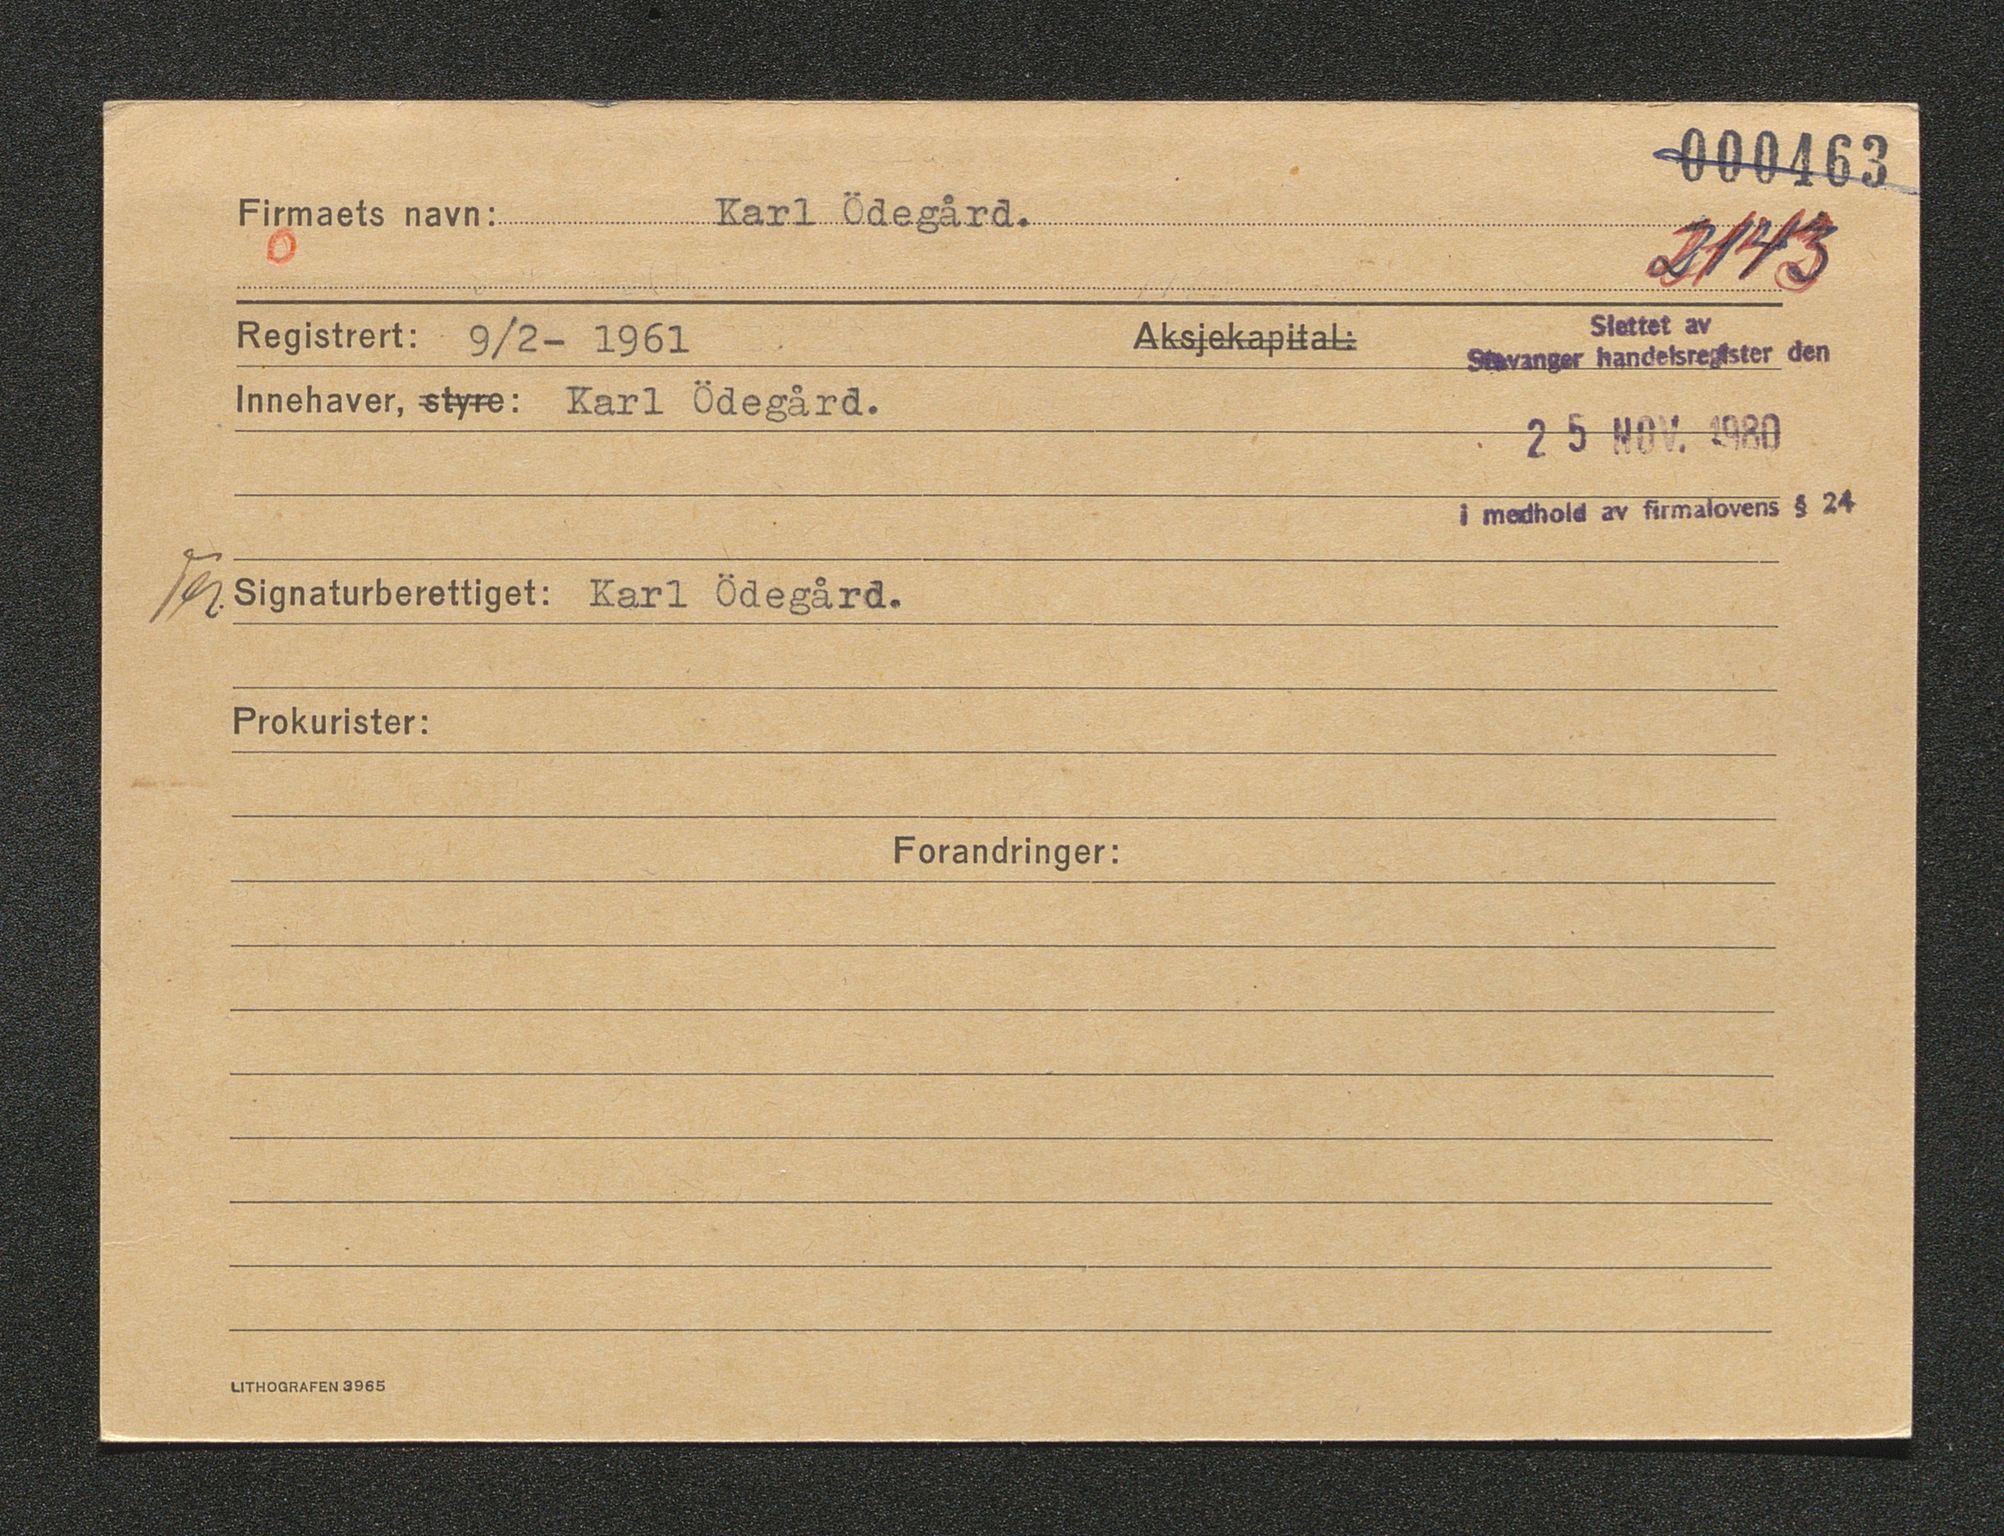 000463
Firmaets navn: Karl Ödegård.
O
2143
Registrert: 9/2- 1961 Aksjekapital:
Slettet av
Stavanger handelsregister den
Innehaver, styre: Karl Ödegård.
25 NOV. 1980
i medhold av firmalovens § 24
Signaturberettiget: Karl Ödegård.
Prokurister:
Forandringer:
LITHOGRAFEN 3965